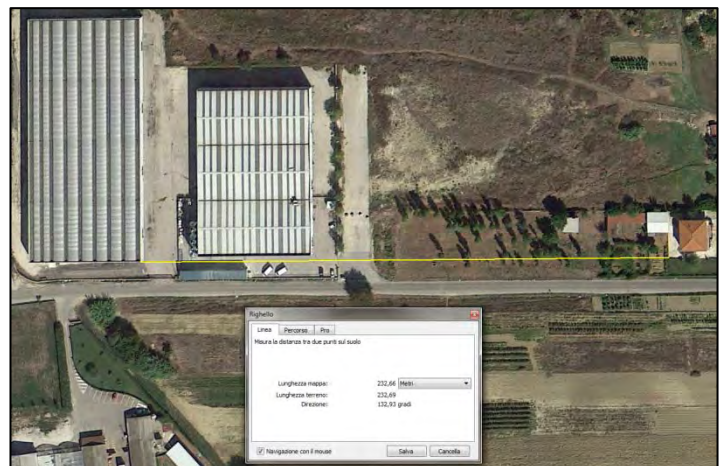 Righello
Linea Percorso Pro
Misura la distanza tra due punti sul suolo
Lunghezza mappa: 232,66 Metri
Lunghezza terreno: 232,69
Direzione: 132,93 gradi
Navigazione con il mouse Salva Cancella